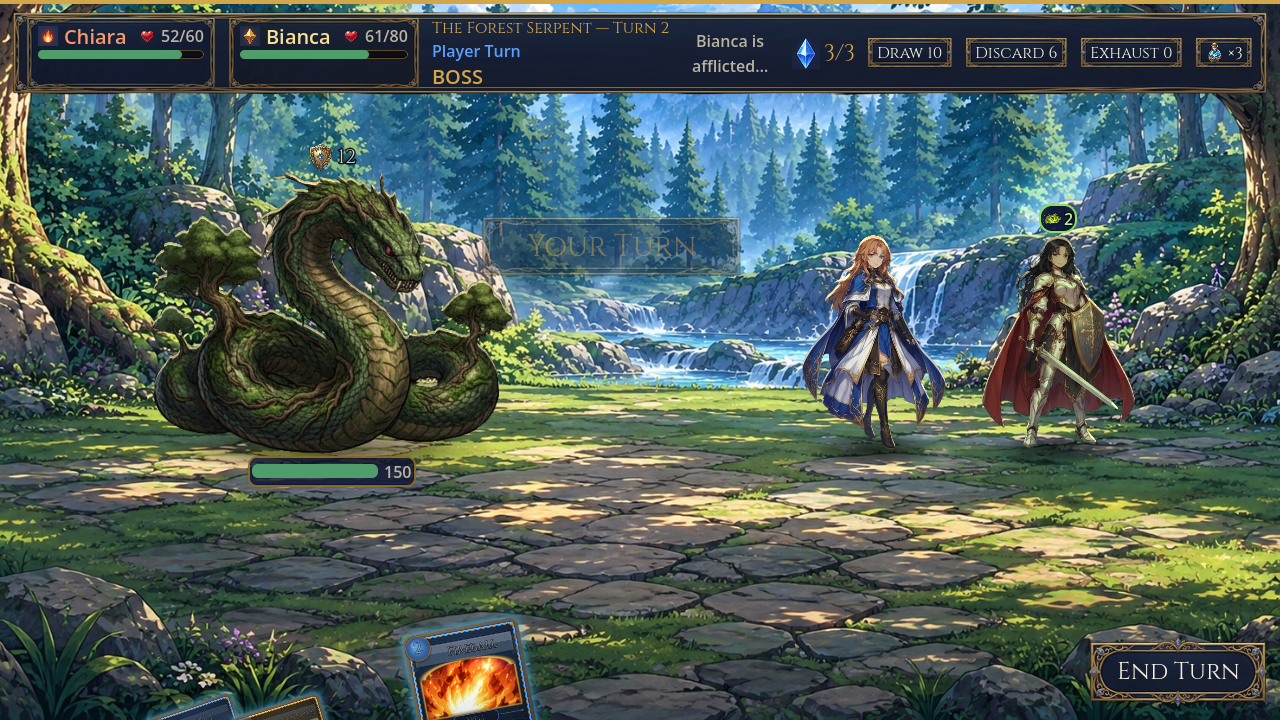 Chiara 52/60
Bianca 61/80
THE FOREST SERPENT — TURN 2
Player Turn
BOSS
Bianca is
afflicted...
3/3
DRAW 10
DISCARD 6
EXHAUST 0
×3
12
YOUR TURN
2
150
2
END TURN